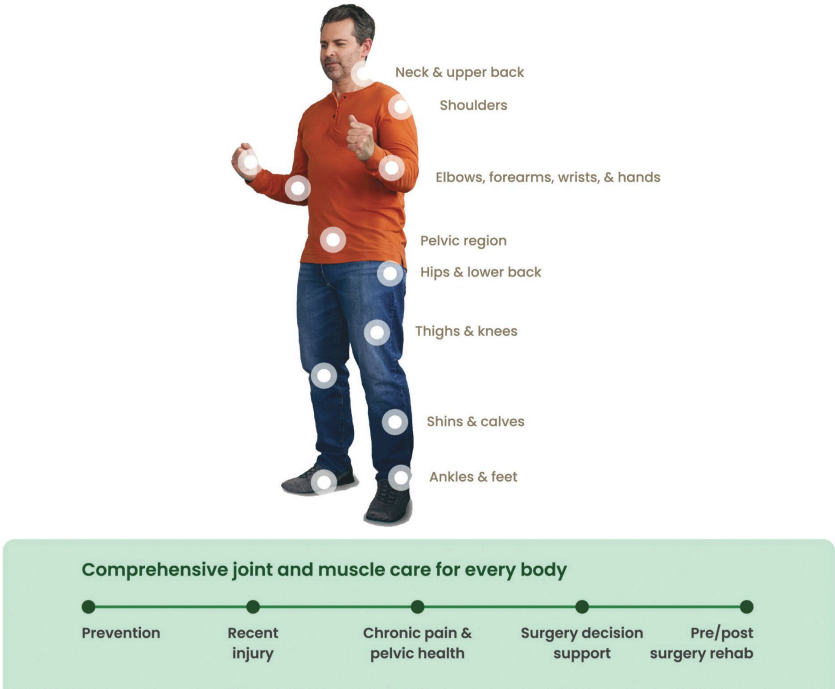 Neck & upper back
Shoulders
Elbows, forearms, wrists, & hands
Pelvic region
Hips & lower back
Thighs & knees
Shins & calves
Ankles & feet
Comprehensive joint and muscle care for every body
Prevention
Recent
injury
Chronic pain &
pelvic health
Surgery decision
support
Pre/post
surgery rehab